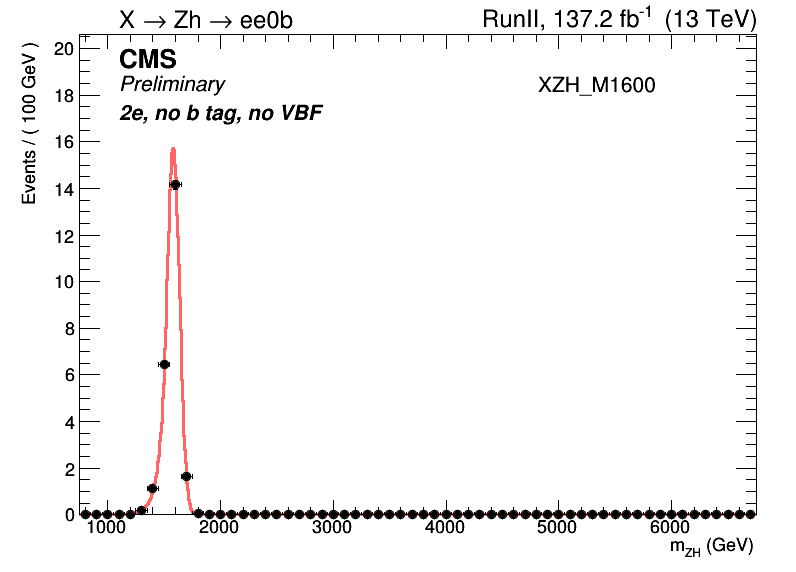 X → Zh → ee0b
RunII, 137.2 fb⁻¹ (13 TeV)
CMS
Preliminary
2e, no b tag, no VBF
XZH_M1600
Events / ( 100 GeV )
20
18
16
14
12
10
8
6
4
2
0
1000 2000 3000 4000 5000 6000
m_ZH (GeV)